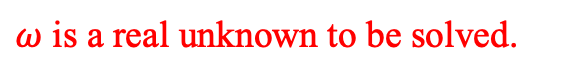 ω is a real unknown to be solved.